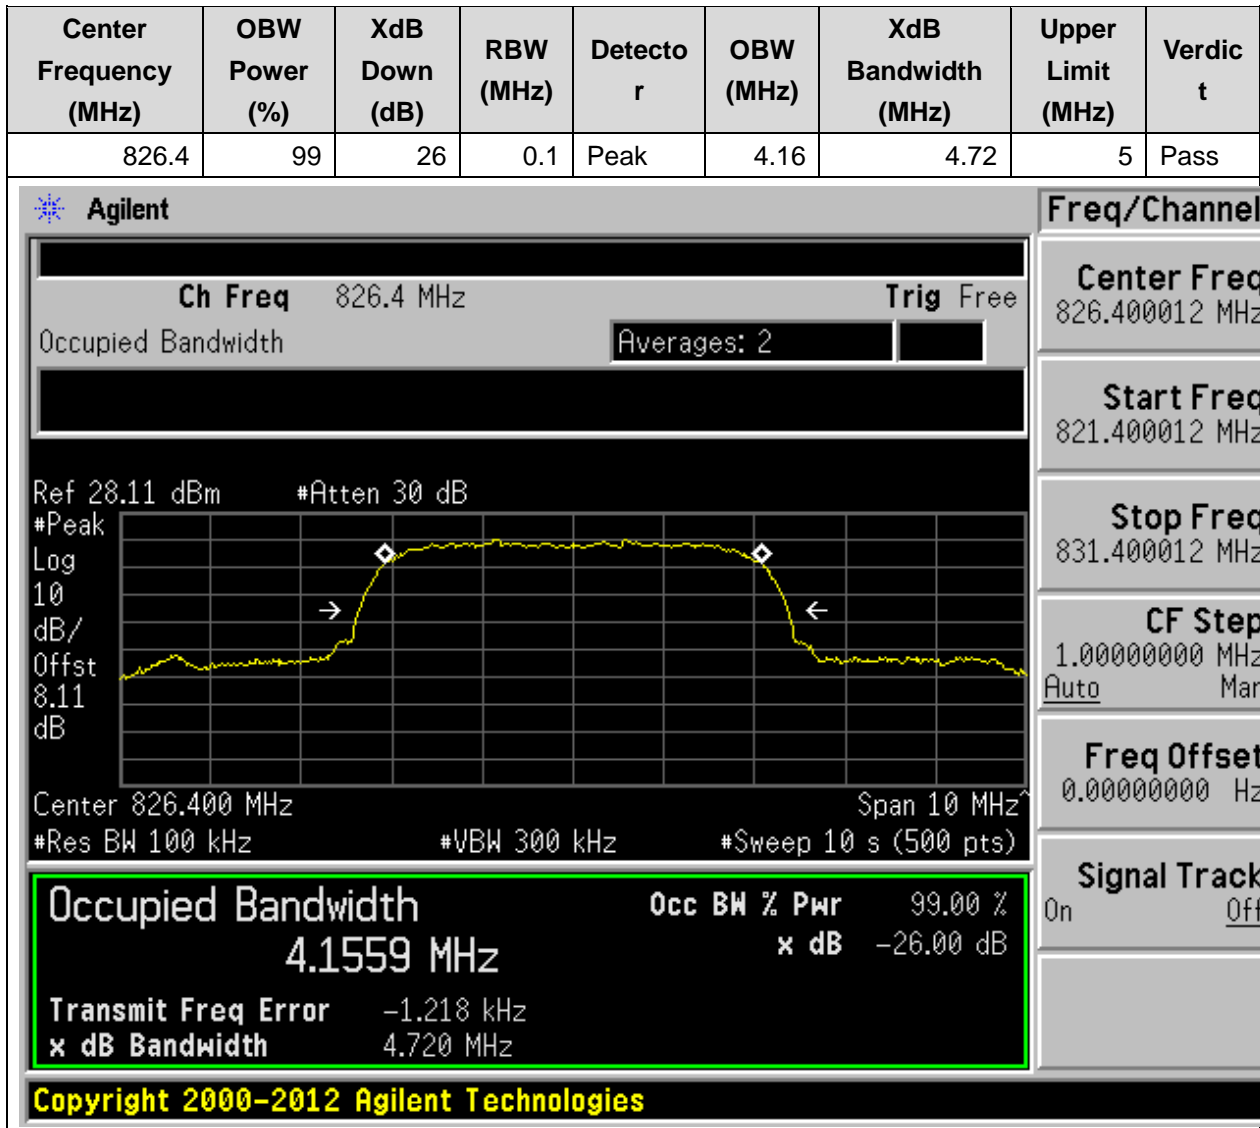 Center Frequency (MHz) OBW Power (%) XdB Down (dB) RBW (MHz) Detecto r OBW (MHz) XdB Bandwidth (MHz) Upper Limit (MHz) Verdic t
826.4 99 26 0.1 Peak 4.16 4.72 5 Pass
Agilent
Freq/Channel
Ch Freq 826.4 MHz Trig Free
Occupied Bandwidth Averages: 2
Ref 28.11 dBm #Atten 30 dB
#Peak
Log
10
dB/
Offst
8.11
dB
Center 826.400 MHz Span 10 MHz^
#Res BW 100 kHz #VBW 300 kHz #Sweep 10 s (500 pts)
Occupied Bandwidth Occ BW % Pwr 99.00 %
4.1559 MHz x dB -26.00 dB
Transmit Freq Error -1.218 kHz
x dB Bandwidth 4.720 MHz
Center Freq
826.400012 MHz
Start Freq
821.400012 MHz
Stop Freq
831.400012 MHz
CF Step
1.00000000 MHz
Auto Man
Freq Offset
0.00000000 Hz
Signal Track
On Off
Copyright 2000-2012 Agilent Technologies